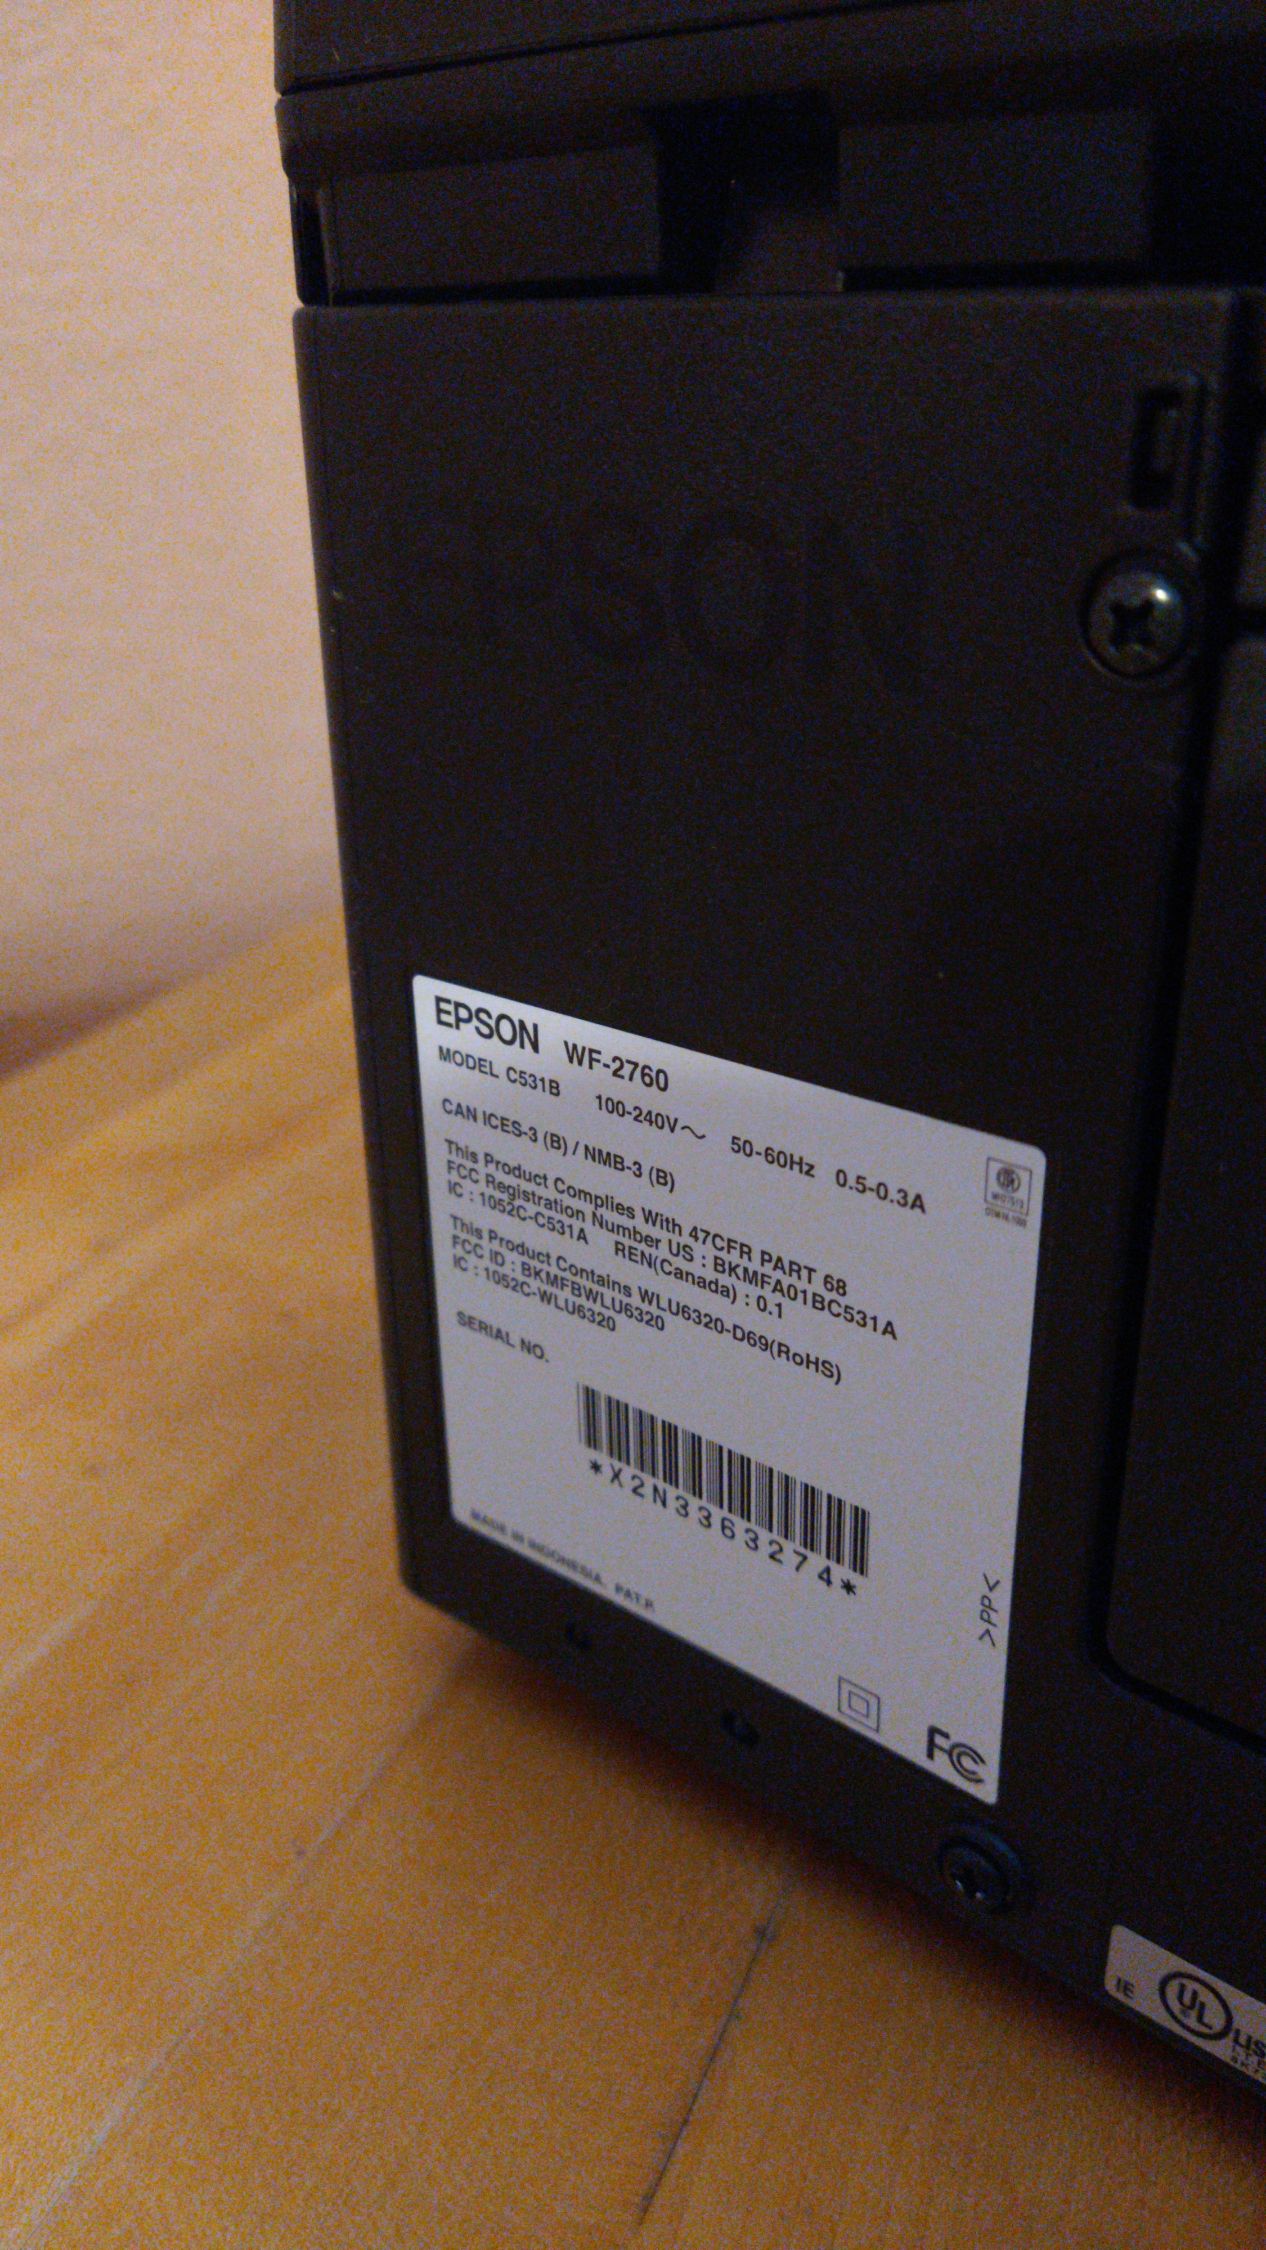 EPSON WF-2760
MODEL C531B 100-240V~ 50-60Hz 0.5-0.3A
CAN ICES-3 (B) / NMB-3 (B)
This Product Complies With 47CFR PART 68
FCC Registration Number US : BKMFA01BC531A
IC : 1052C-C531A REN(Canada) : 0.1
This Product Contains WLU6320-D69(RoHS)
FCC ID : BKMFBWLU6320
IC : 1052C-WLU6320
SERIAL NO.
*X2N3363274*
MADE IN INDONESIA PAT.P.
>PP<
FC
IE UL LIS